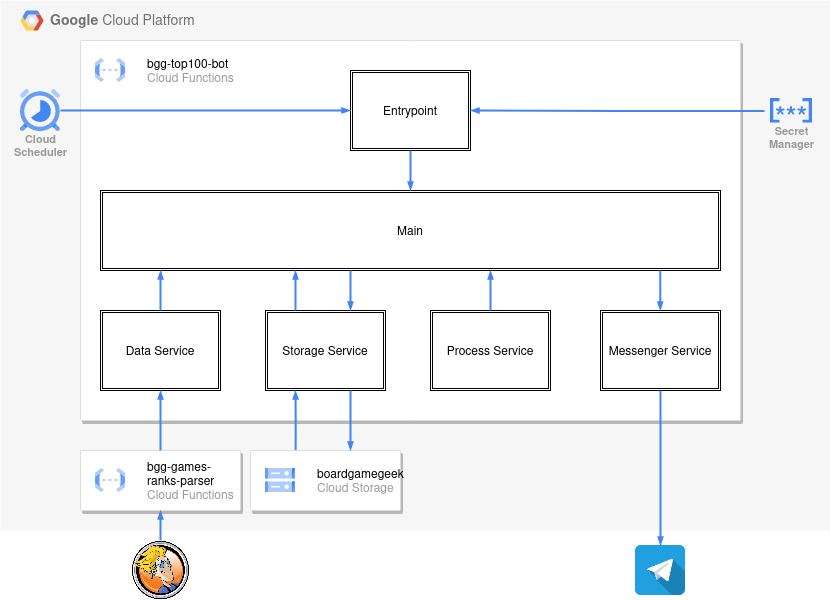 Google Cloud Platform
bgg-top100-bot
Cloud Functions
Entrypoint
Cloud
Scheduler
***
Secret
Manager
Main
Data Service
Storage Service
Process Service
Messenger Service
bgg-games-
ranks-parser
Cloud Functions
boardgamegeek
Cloud Storage